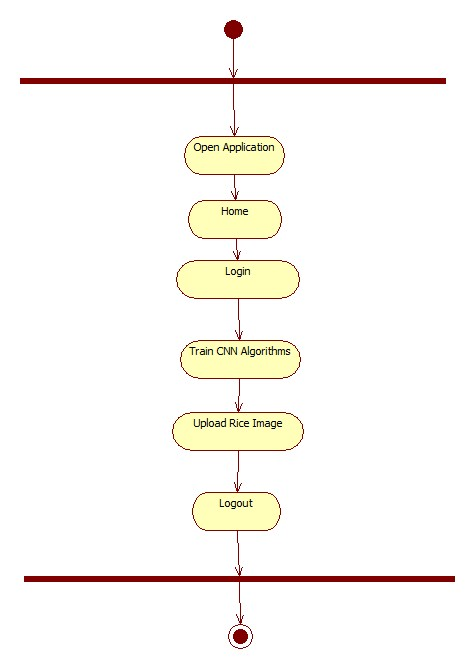 Open Application
Home
Login
Train CNN Algorithms
Upload Rice Image
Logout